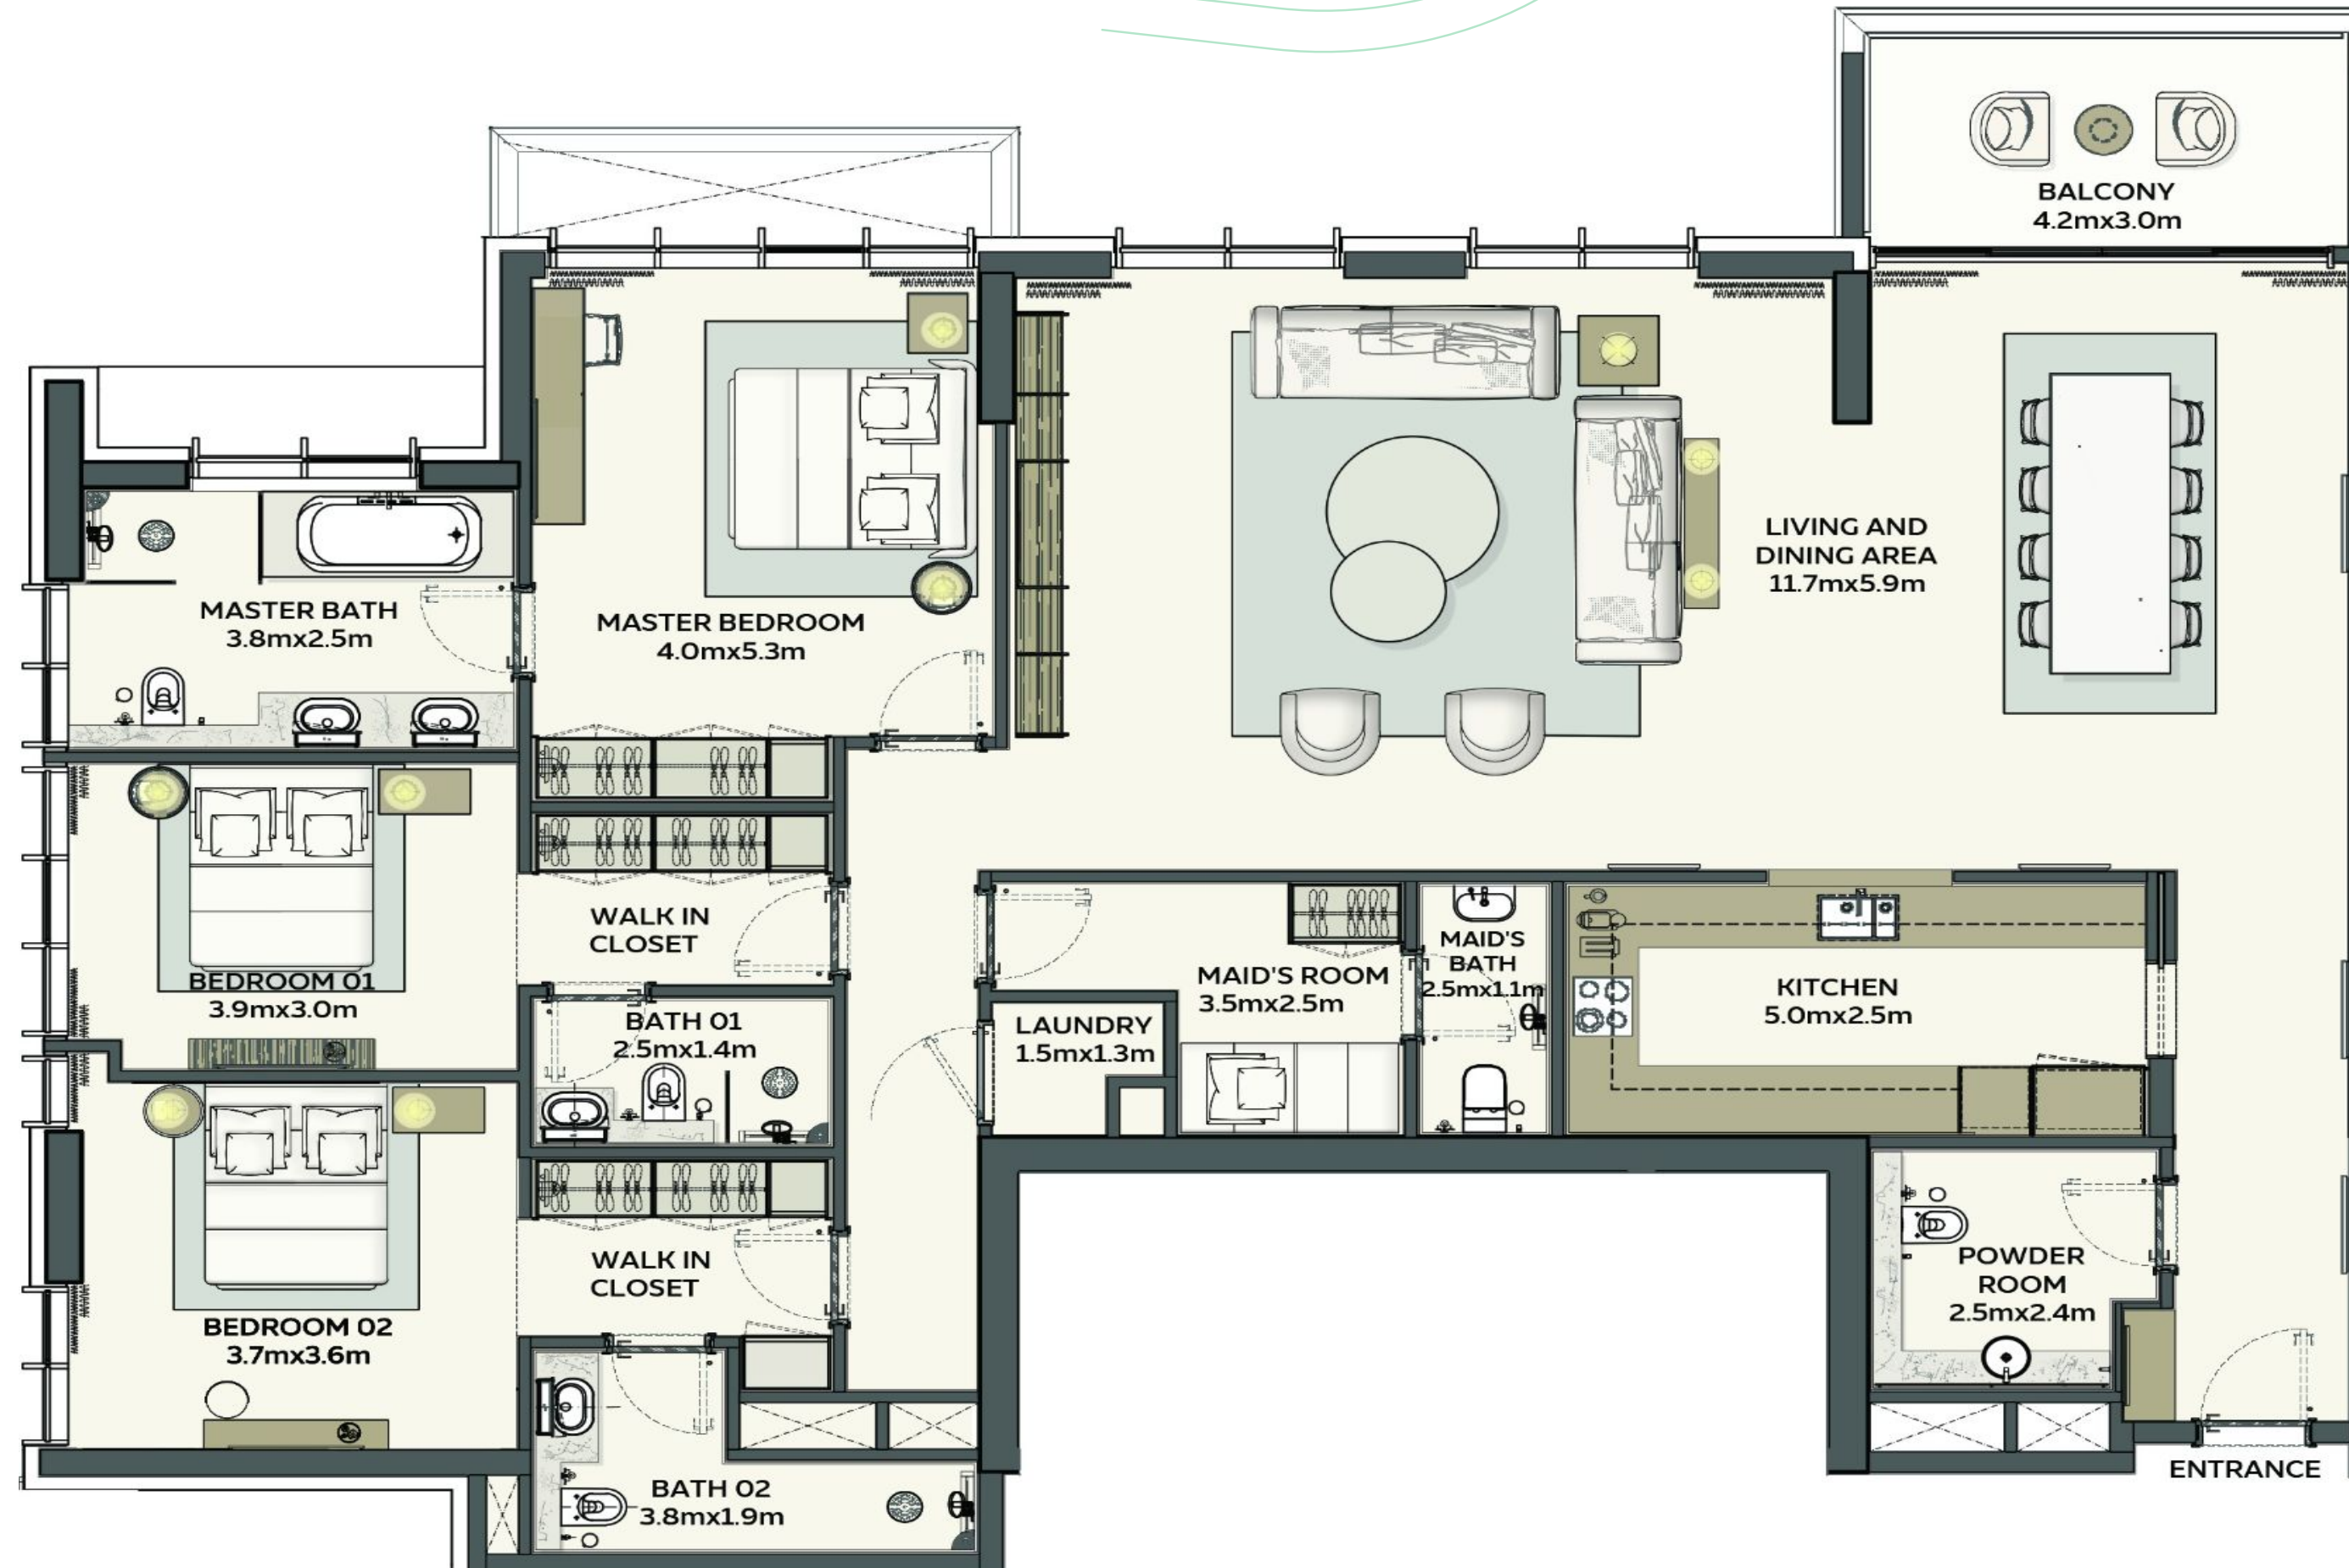 BALCONY
4.2mx3.0m
LIVING AND
DINING AREA
11.7mx5.9m
MASTER BATH
3.8mx2.5m
MASTER BEDROOM
4.0mx5.3m
WALK IN
CLOSET
BEDROOM 01
3.9mx3.0m
BATH 01
2.5mx1.4m
LAUNDRY
1.5mx1.3m
MAID'S ROOM
3.5mx2.5m
MAID'S
BATH
2.5mx1.1m
KITCHEN
5.0mx2.5m
WALK IN
CLOSET
BEDROOM 02
3.7mx3.6m
POWDER
ROOM
2.5mx2.4m
BATH 02
3.8mx1.9m
ENTRANCE